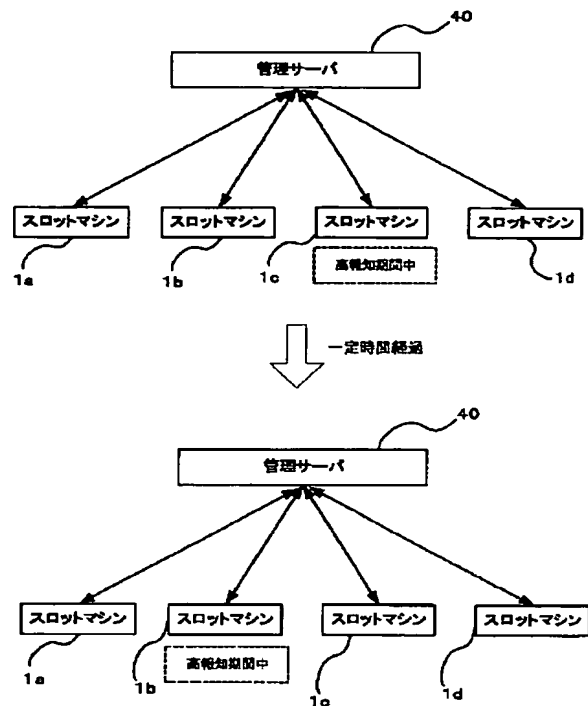 40
管理サーバ
スロットマシン スロットマシン スロットマシン スロットマシン
1a 1b 1c 1d
高報知期間中
一定時間経過
40
管理サーバ
スロットマシン スロットマシン スロットマシン スロットマシン
高報知期間中
1a 1b 1c 1d